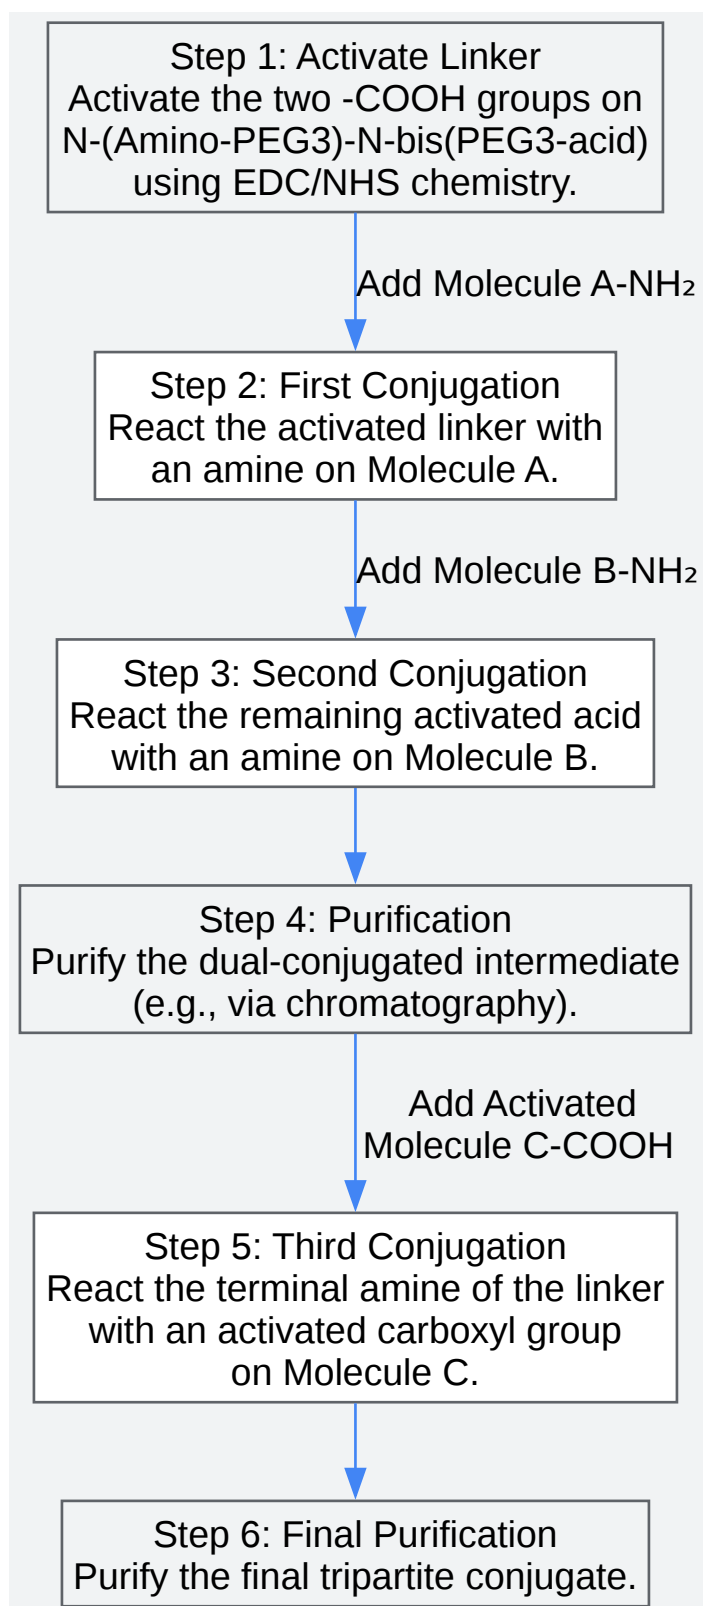 Step 1: Activate Linker
Activate the two -COOH groups on
N-(Amino-PEG3)-N-bis(PEG3-acid)
using EDC/NHS chemistry.
Add Molecule A-NH₂
Step 2: First Conjugation
React the activated linker with
an amine on Molecule A.
Add Molecule B-NH₂
Step 3: Second Conjugation
React the remaining activated acid
with an amine on Molecule B.
Step 4: Purification
Purify the dual-conjugated intermediate
(e.g., via chromatography).
Add Activated
Molecule C-COOH
Step 5: Third Conjugation
React the terminal amine of the linker
with an activated carboxyl group
on Molecule C.
Step 6: Final Purification
Purify the final tripartite conjugate.